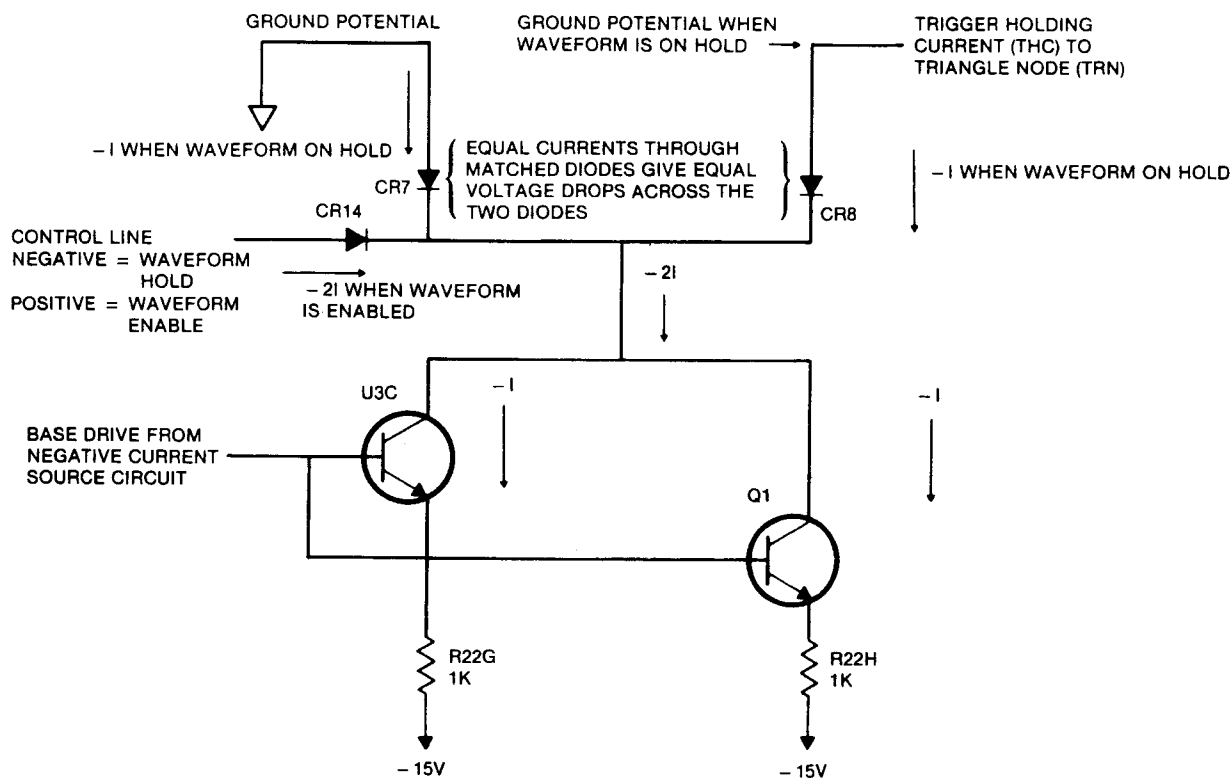 GROUND POTENTIAL
GROUND POTENTIAL WHEN
WAVEFORM IS ON HOLD
TRIGGER HOLDING
CURRENT (THC) TO
TRIANGLE NODE (TRN)
– I WHEN WAVEFORM ON HOLD
EQUAL CURRENTS THROUGH
MATCHED DIODES GIVE EQUAL
VOLTAGE DROPS ACROSS THE
TWO DIODES
– I WHEN WAVEFORM ON HOLD
CR7
CR8
CR14
CONTROL LINE
NEGATIVE = WAVEFORM
HOLD
POSITIVE = WAVEFORM
ENABLE
– 2I WHEN WAVEFORM
IS ENABLED
– 2I
U3C
– I
– I
BASE DRIVE FROM
NEGATIVE CURRENT
SOURCE CIRCUIT
Q1
R22G
1K
R22H
1K
– 15V
– 15V